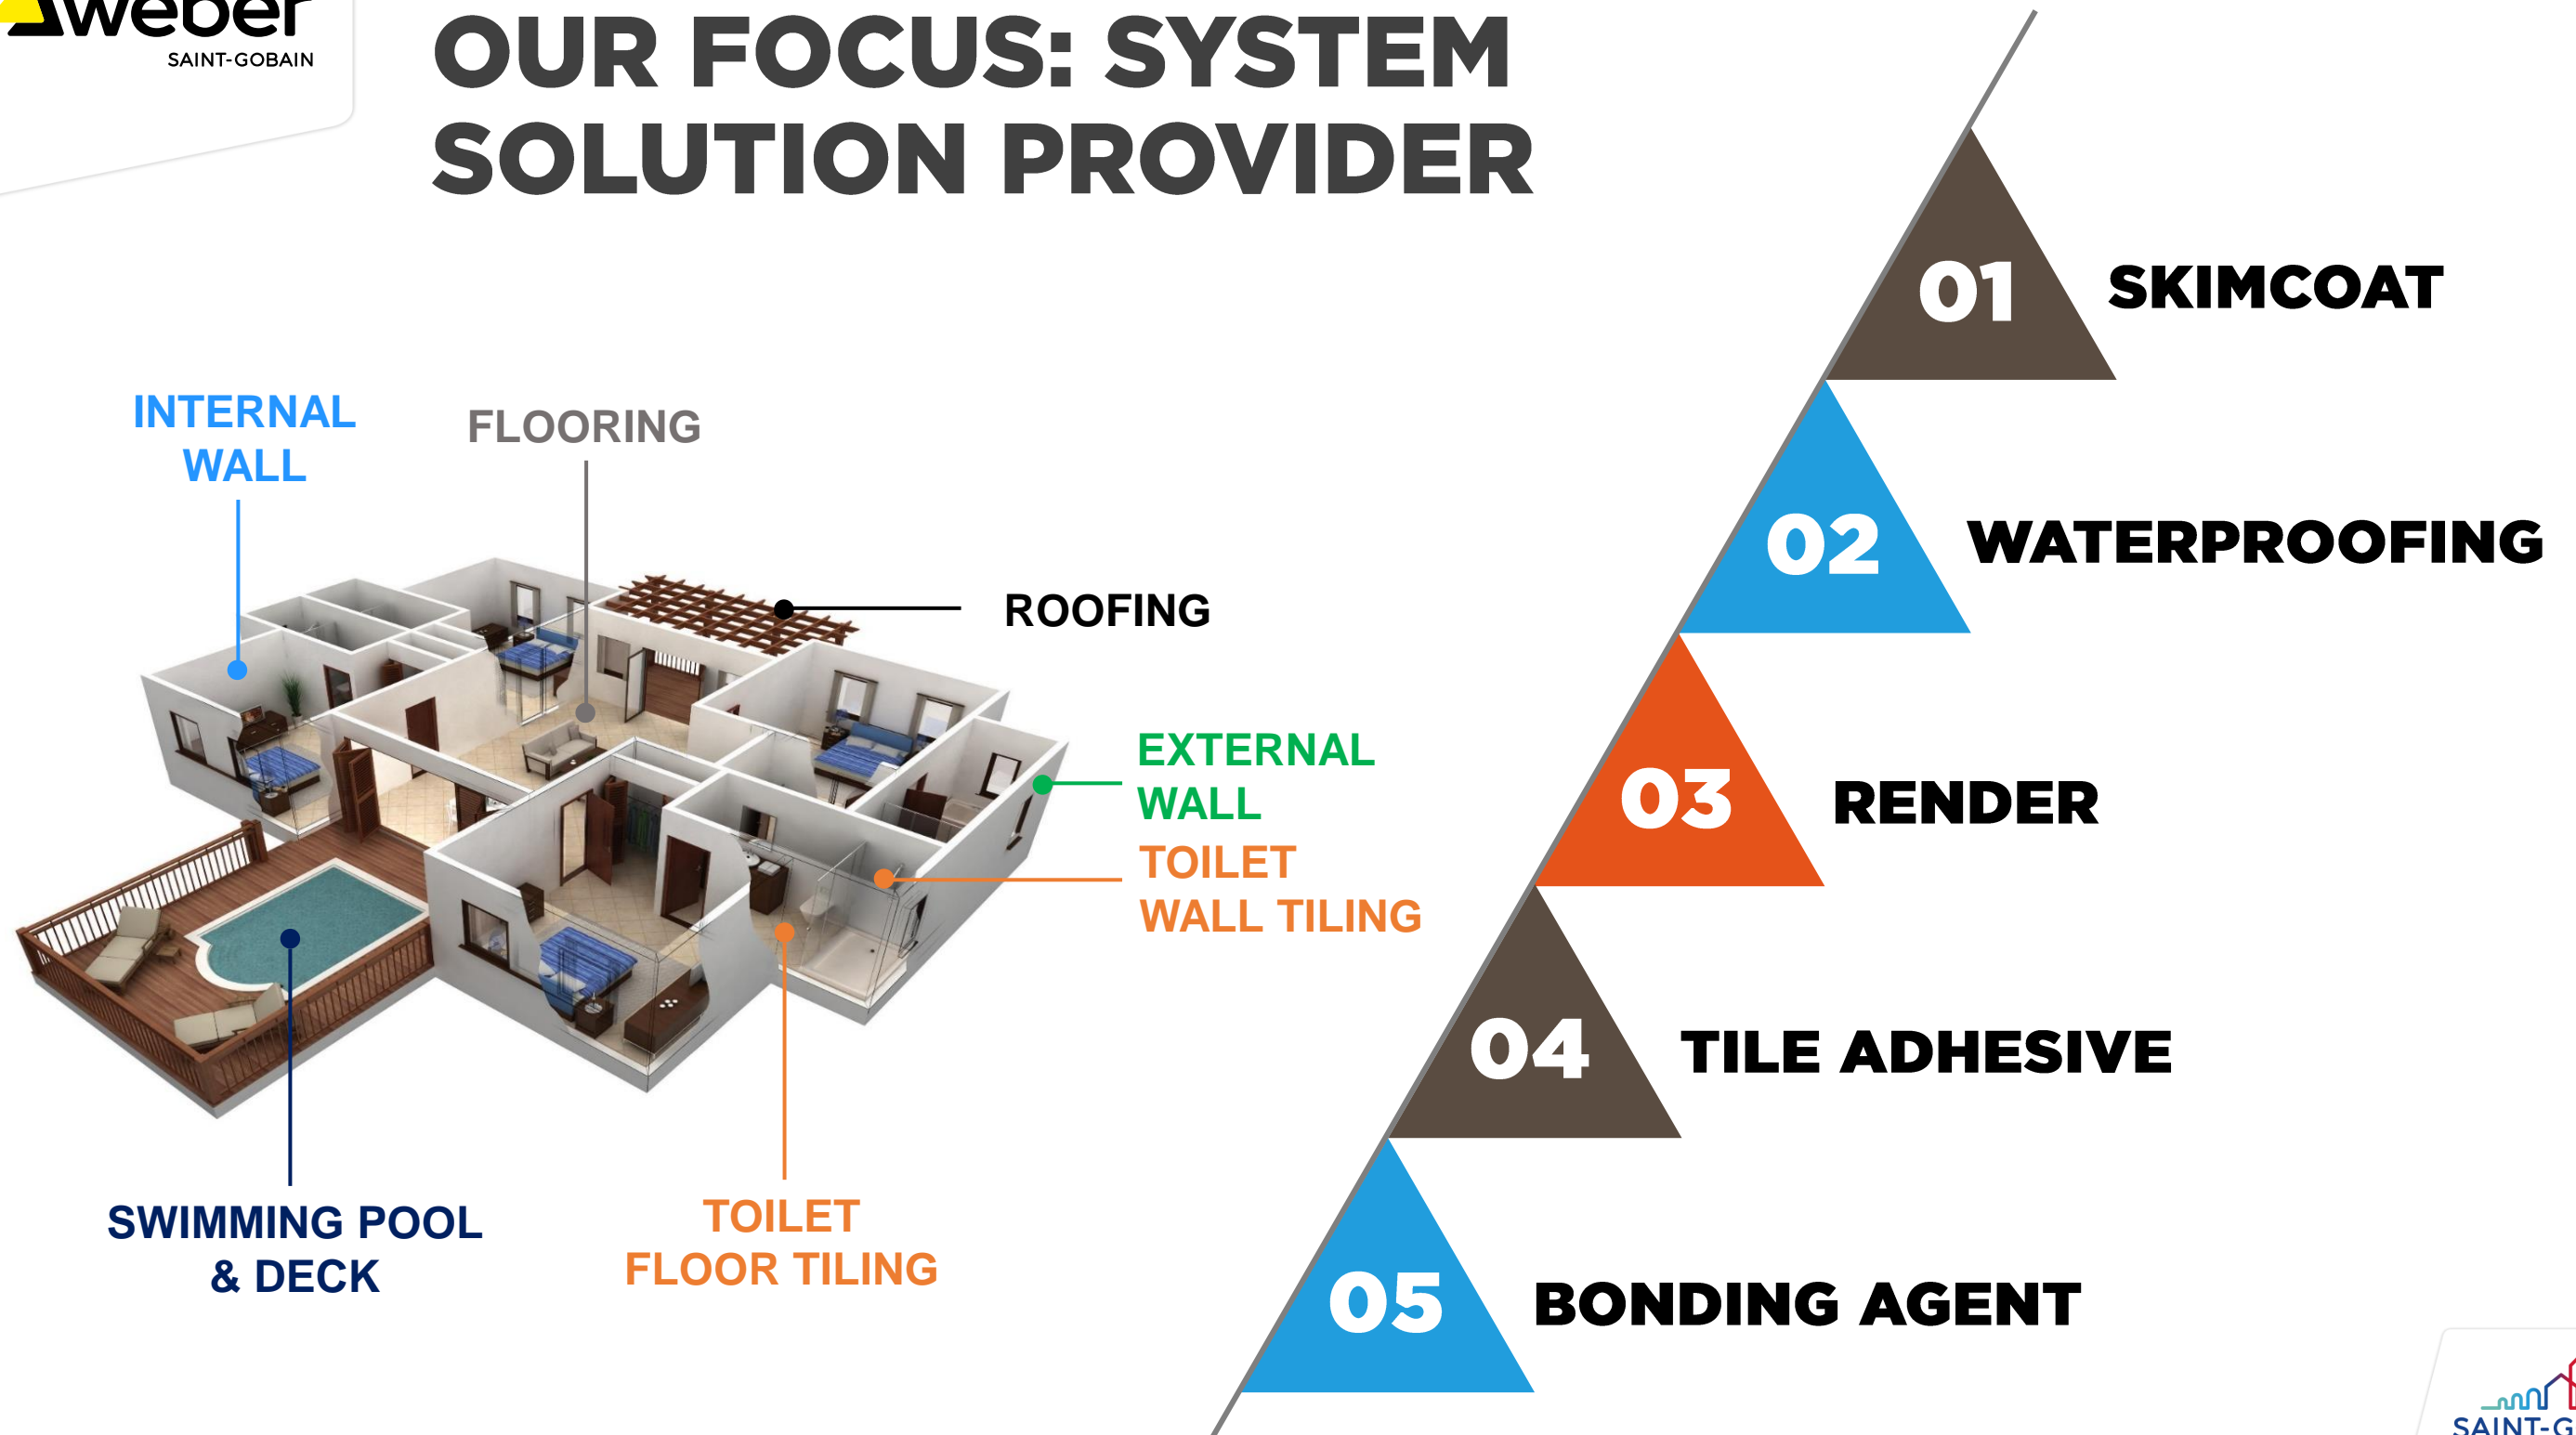 weber
SAINT-GOBAIN
OUR FOCUS: SYSTEM
SOLUTION PROVIDER
INTERNAL
WALL
FLOORING
ROOFING
EXTERNAL
WALL
TOILET
WALL TILING
SWIMMING POOL
& DECK
TOILET
FLOOR TILING
01 SKIMCOAT
02 WATERPROOFING
03 RENDER
04 TILE ADHESIVE
05 BONDING AGENT
SAINT-G